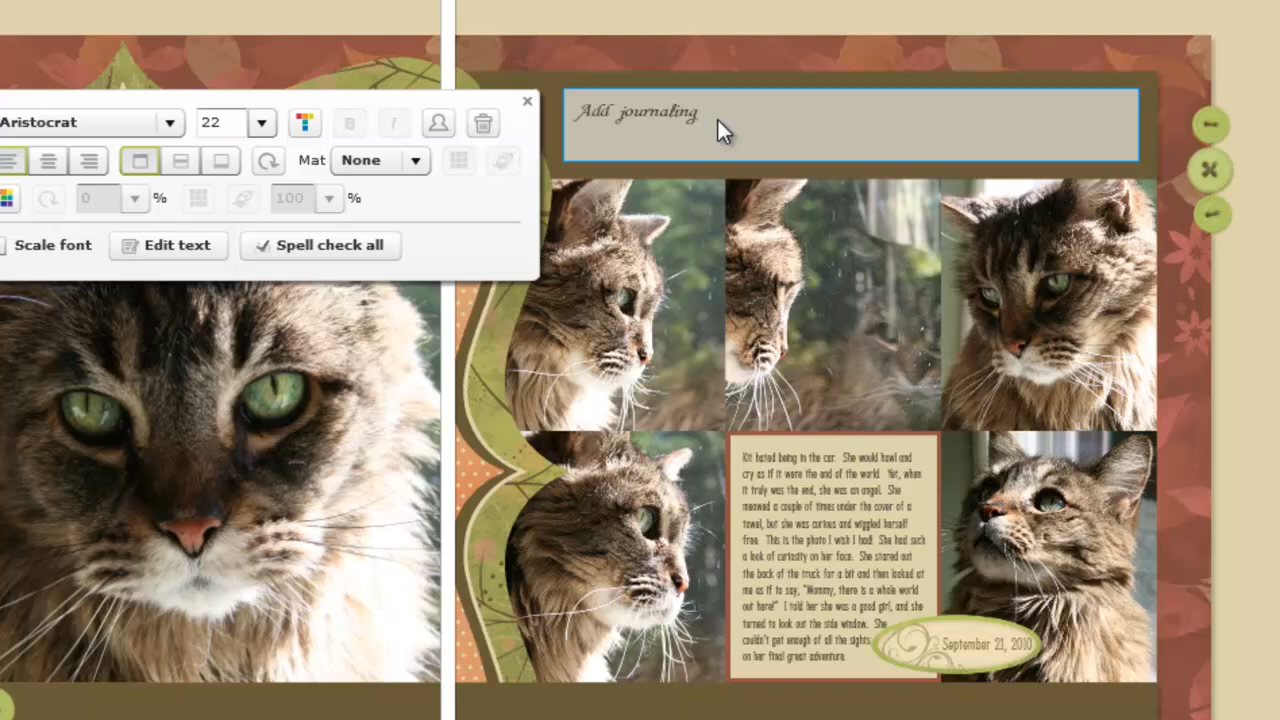 Aristocrat
22
B
I
Mat
None
0
%
100
%
Scale font
Edit text
Spell check all
Add journaling
Kit hated being in the car. She would howl and
cry as if it were the end of the world. Yet, when
it truly was the end, she was an angel. She
meowed a couple of times under the cover of a
towel, but she was curious and wiggled herself
free. This is the photo I wish I had! She had such
a look of curiosity on her face. She stared out
the back of the truck for a bit and then looked at
me as if to say, "Mommy, there is a whole world
out here!" I told her she was a good girl, and she
turned to look out the side window. She
couldn't get enough of all the sights
on her final great adventure.
September 21, 2010